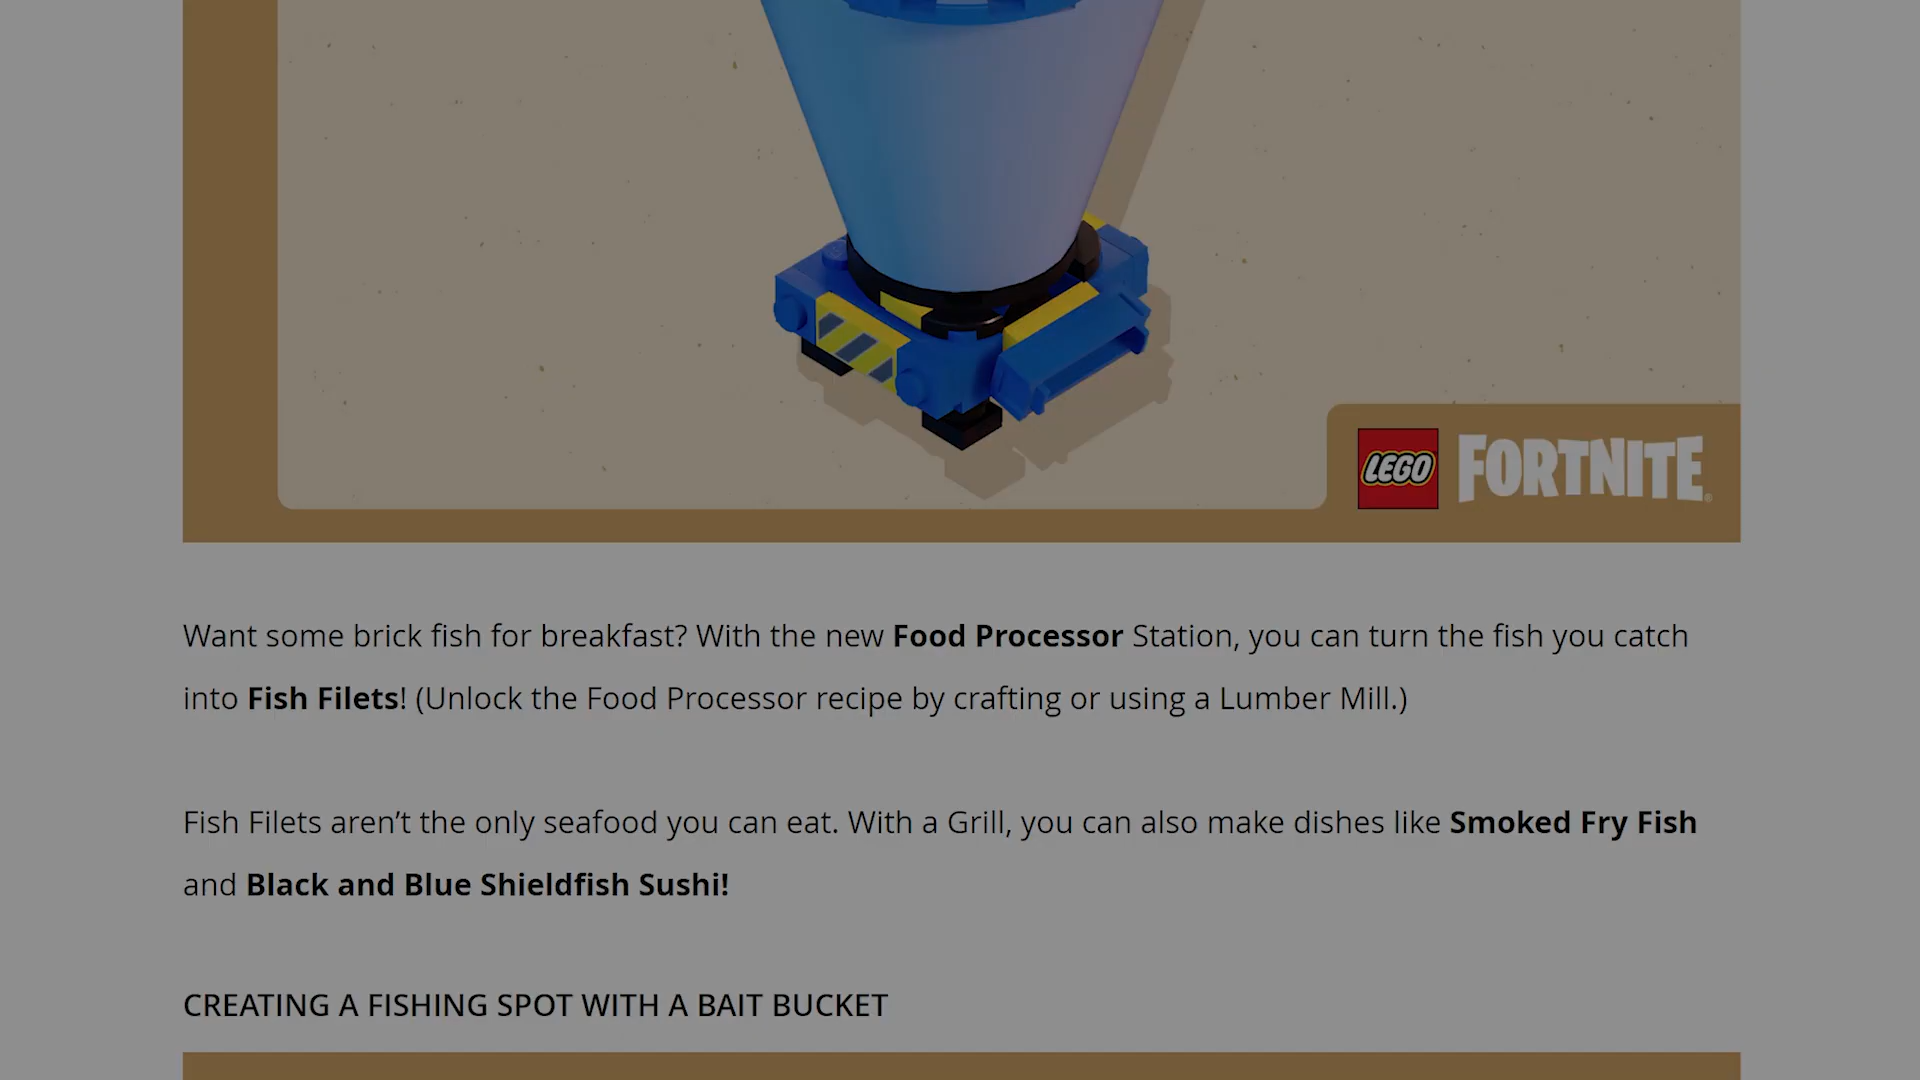 LEGO FORTNITE
Want some brick fish for breakfast? With the new Food Processor Station, you can turn the fish you catch
into Fish Filets! (Unlock the Food Processor recipe by crafting or using a Lumber Mill.)
Fish Filets aren’t the only seafood you can eat. With a Grill, you can also make dishes like Smoked Fry Fish
and Black and Blue Shieldfish Sushi!
CREATING A FISHING SPOT WITH A BAIT BUCKET